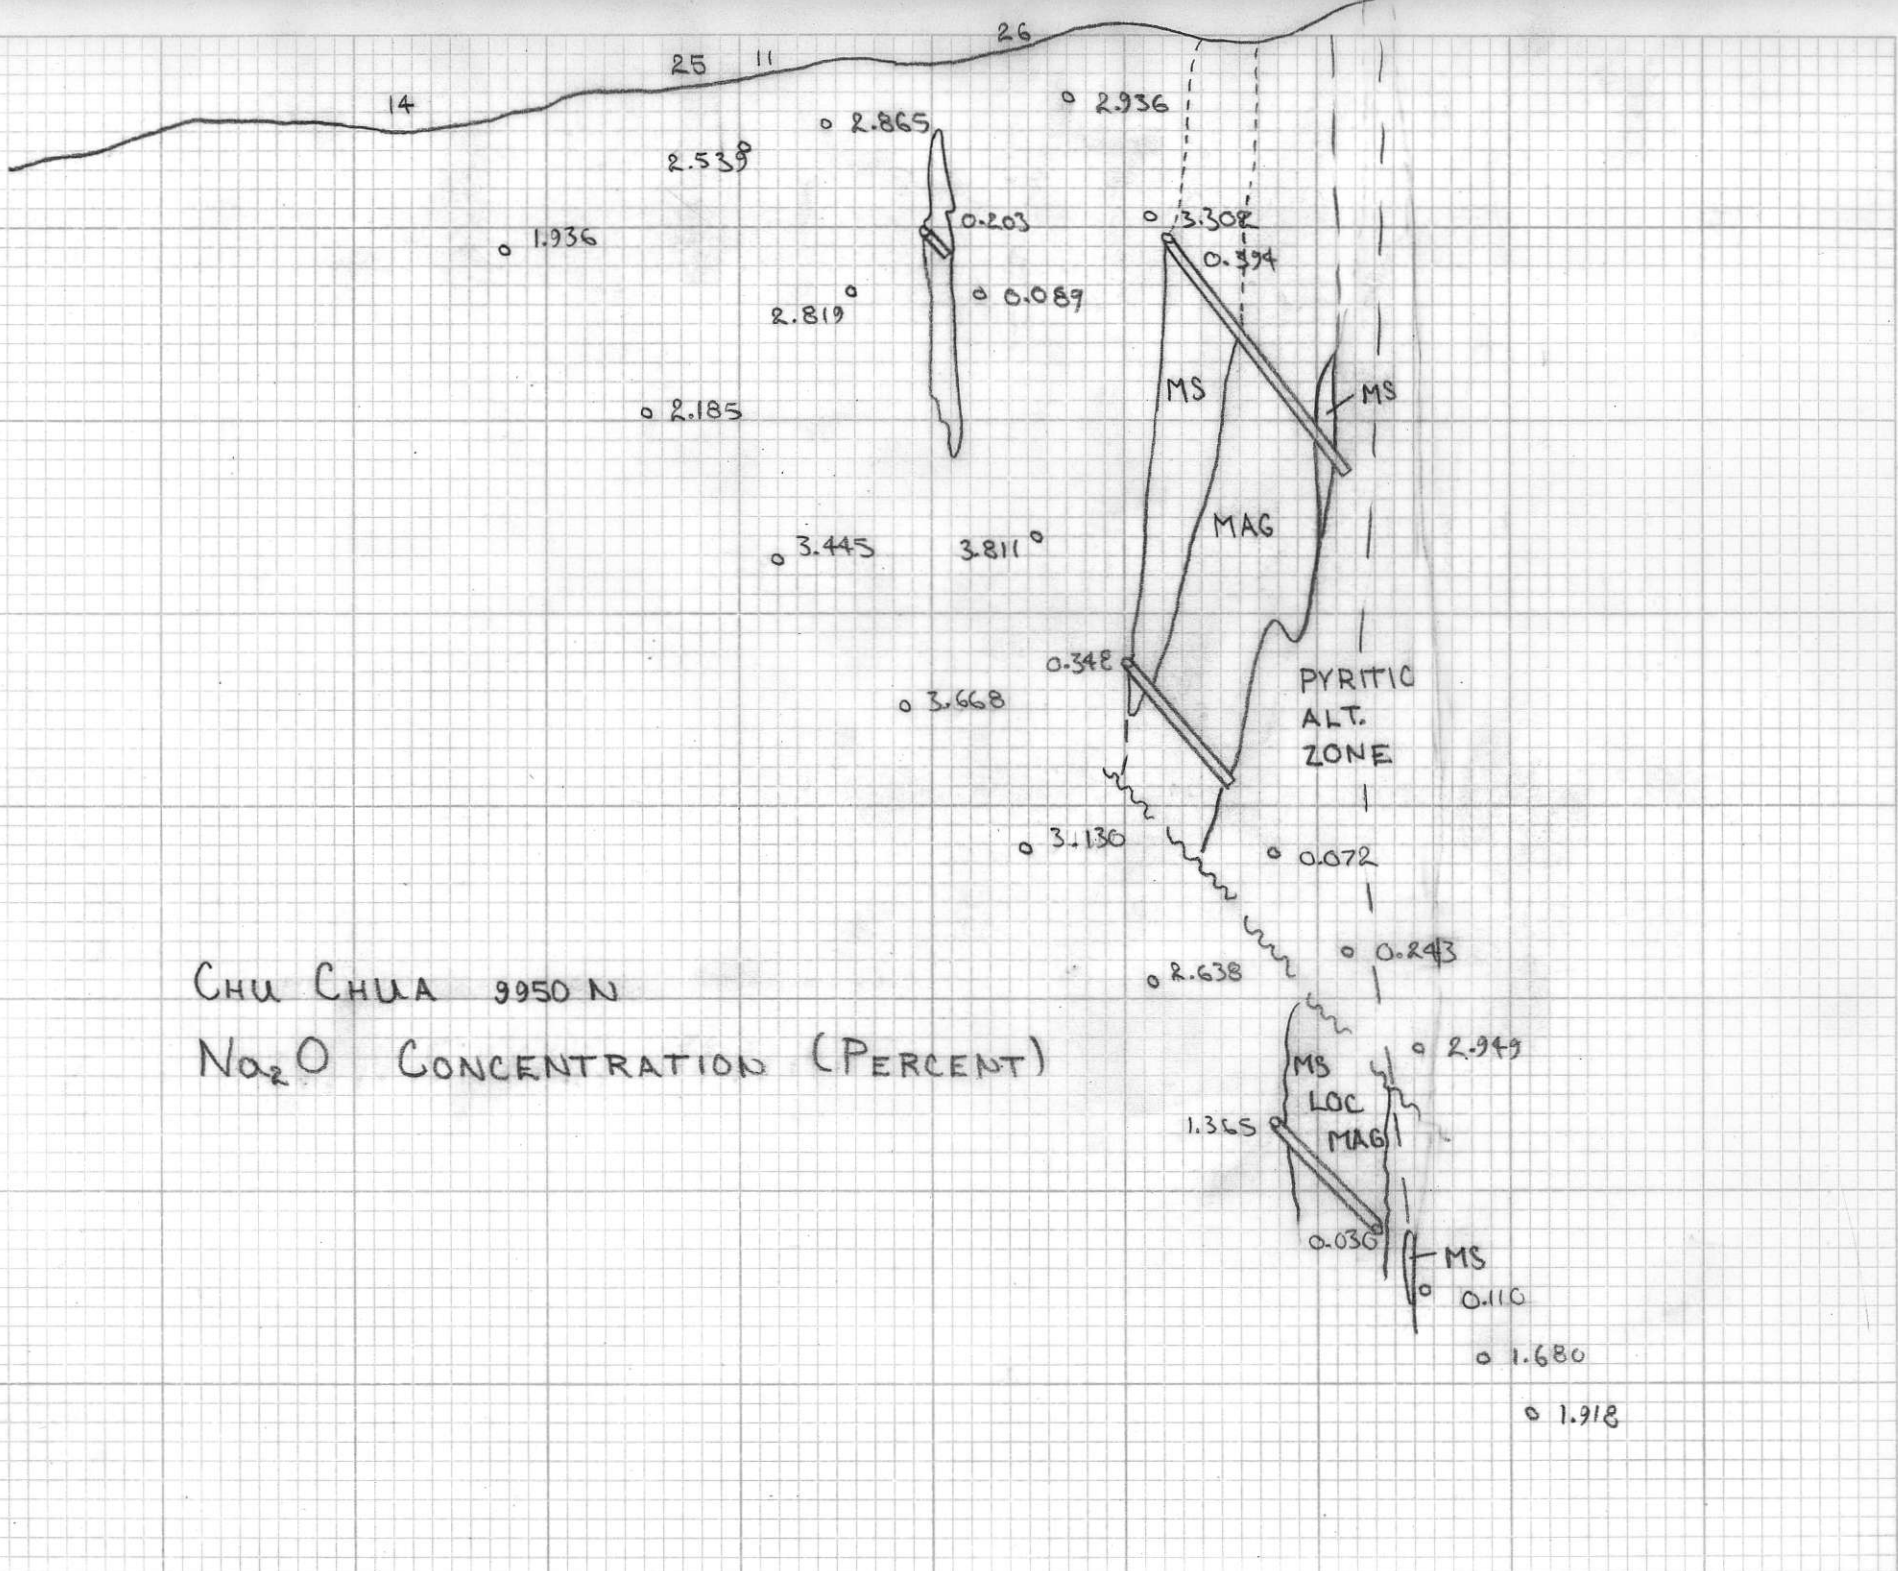 26
25 11
14
2.936
2.865
2.539
0.203
3.302
1.936
0.394
0.089
2.819
MS
MS
2.185
MAG
3.445
3.811
0.348
PYRITIC
ALT.
ZONE
3.668
3.130
0.072
0.243
2.638
CHU CHUA 9950 N
Na₂O CONCENTRATION (PERCENT)
2.949
MS
LOC
MAG
1.365
0.030
MS
0.110
1.680
1.918